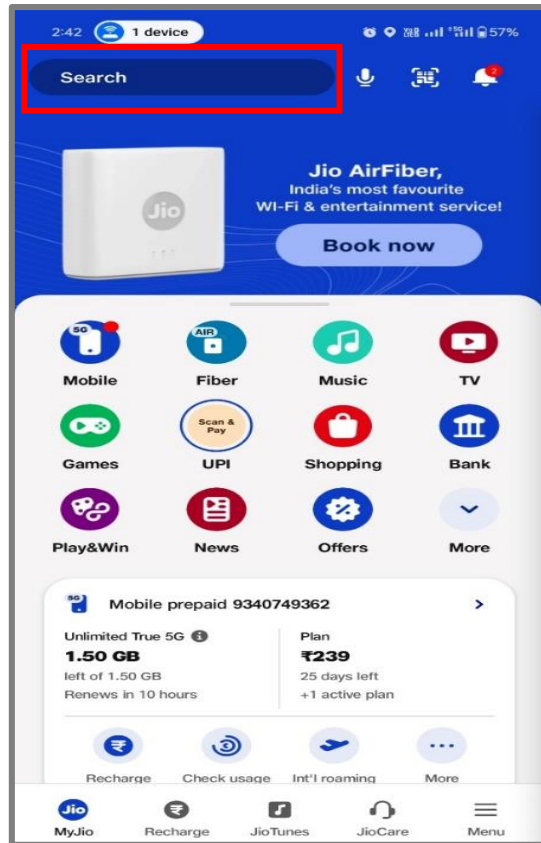 2:42 1 device 57%
Search
2
Jio AirFiber,
India's most favourite
WI-Fi & entertainment service!
Jio
Book now
5G AIR
Mobile Fiber Music TV
Scan &
Pay
Games UPI Shopping Bank
Play&Win News Offers More
5G Mobile prepaid 9340749362
Unlimited True 5G Plan
1.50 GB ₹239
left of 1.50 GB 25 days left
Renews in 10 hours +1 active plan
Recharge Check usage Int'l roaming More
Jio
MyJio Recharge JioTunes JioCare Menu